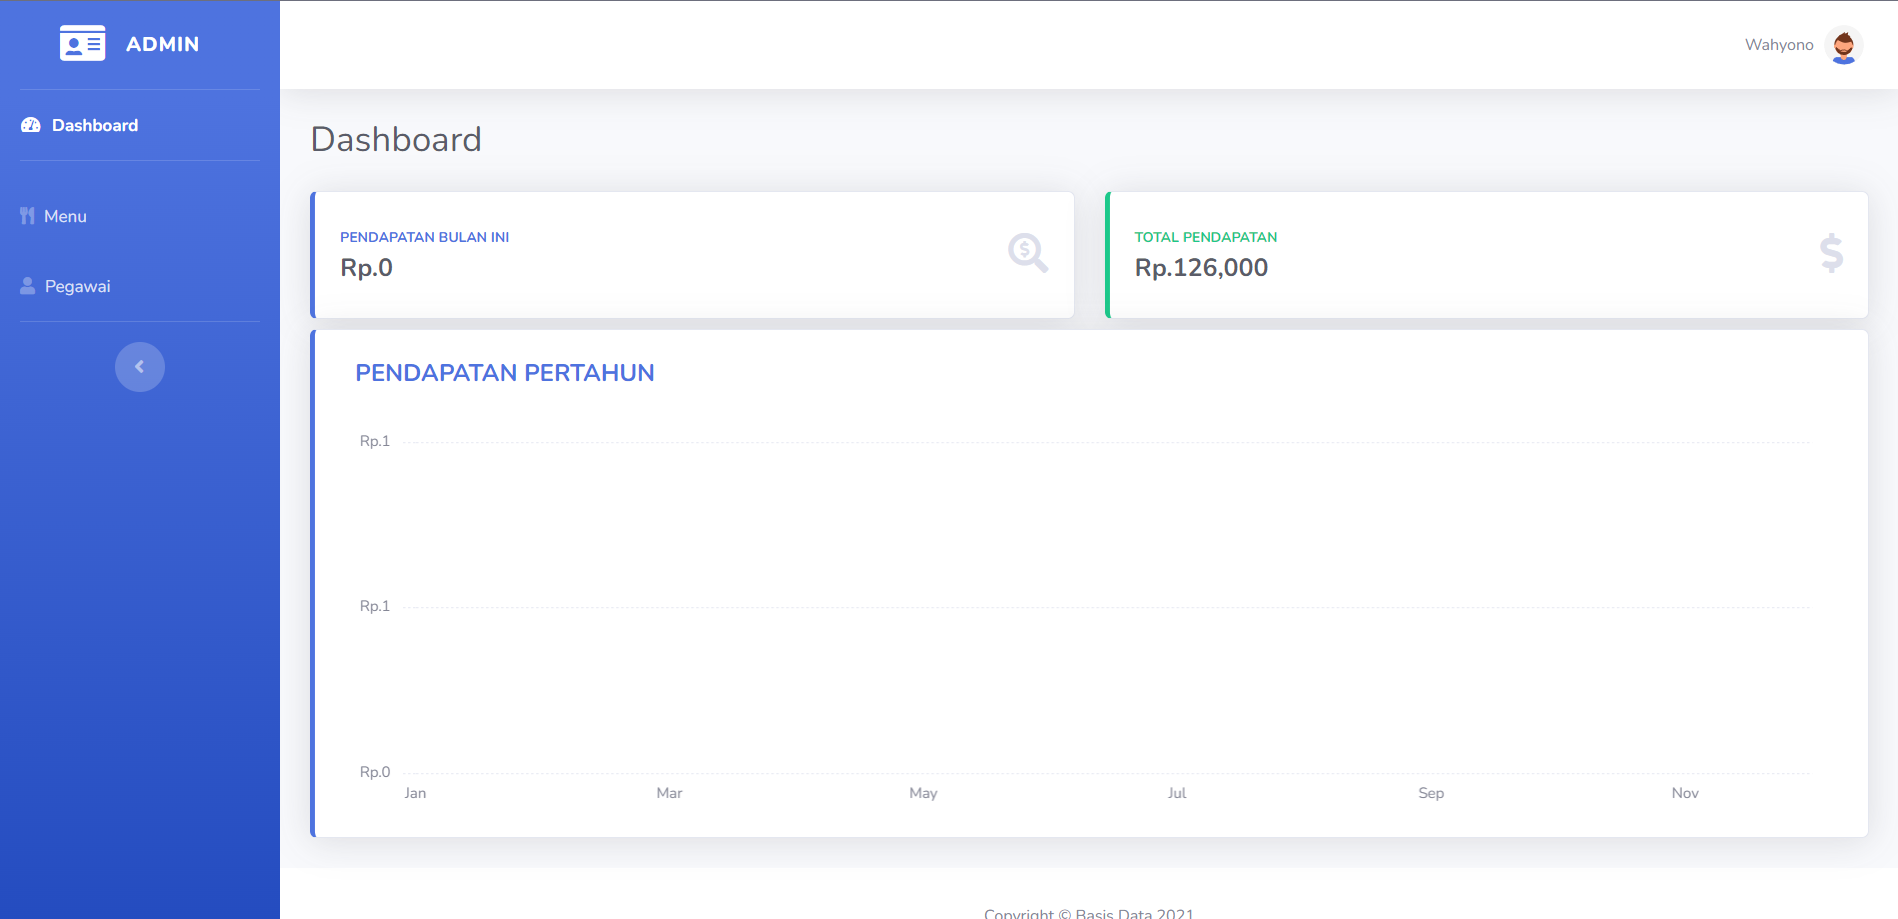 ADMIN
Wahyono
Dashboard
Menu
Pegawai
Dashboard
PENDAPATAN BULAN INI
Rp.0
TOTAL PENDAPATAN
Rp.126,000
PENDAPATAN PERTAHUN
Rp.1
Rp.1
Rp.0
Jan Mar May Jul Sep Nov
Copyright © Basis Data 2021